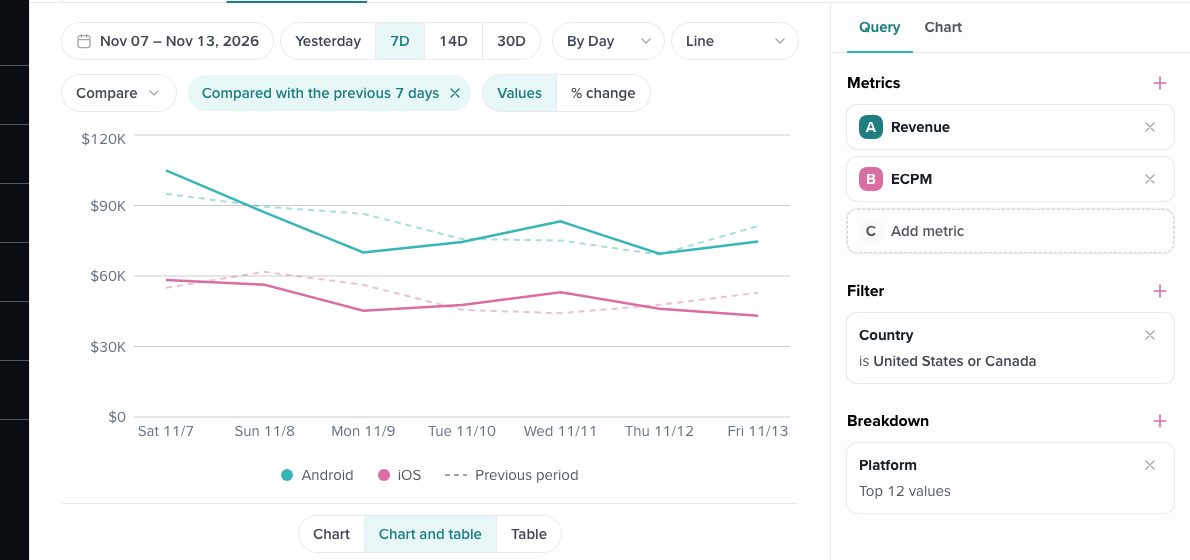 Nov 07 – Nov 13, 2026
Yesterday
7D
14D
30D
By Day
Line
Compare
Compared with the previous 7 days
Values
% change
$120K
$90K
$60K
$30K
$0
Sat 11/7
Sun 11/8
Mon 11/9
Tue 11/10
Wed 11/11
Thu 11/12
Fri 11/13
Android
iOS
Previous period
Chart
Chart and table
Table
Query
Chart
Metrics
A
Revenue
B
ECPM
C
Add metric
Filter
Country
is United States or Canada
Breakdown
Platform
Top 12 values